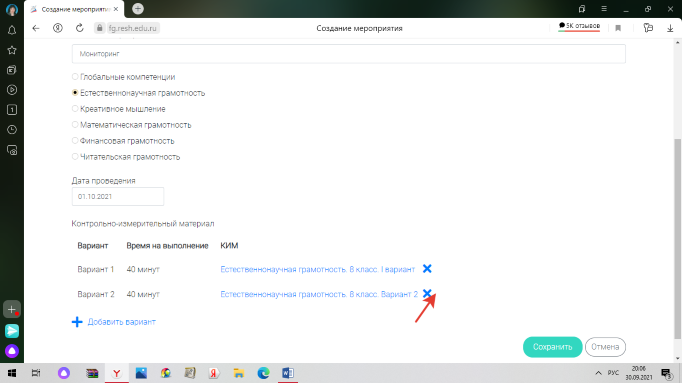 Создание мероприятия
fg.resh.edu.ru
Создание мероприятия
5K отзывов
Мониторинг
Глобальные компетенции
Естественнонаучная грамотность
Креативное мышление
Математическая грамотность
Финансовая грамотность
Читательская грамотность
Дата проведения
01.10.2021
Контрольно-измерительный материал
Вариант Время на выполнение КИМ
Вариант 1 40 минут Естественнонаучная грамотность. 8 класс. I вариант
Вариант 2 40 минут Естественнонаучная грамотность. 8 класс. Вариант 2
Добавить вариант
Сохранить Отмена
РУС
20:06
30.09.2021